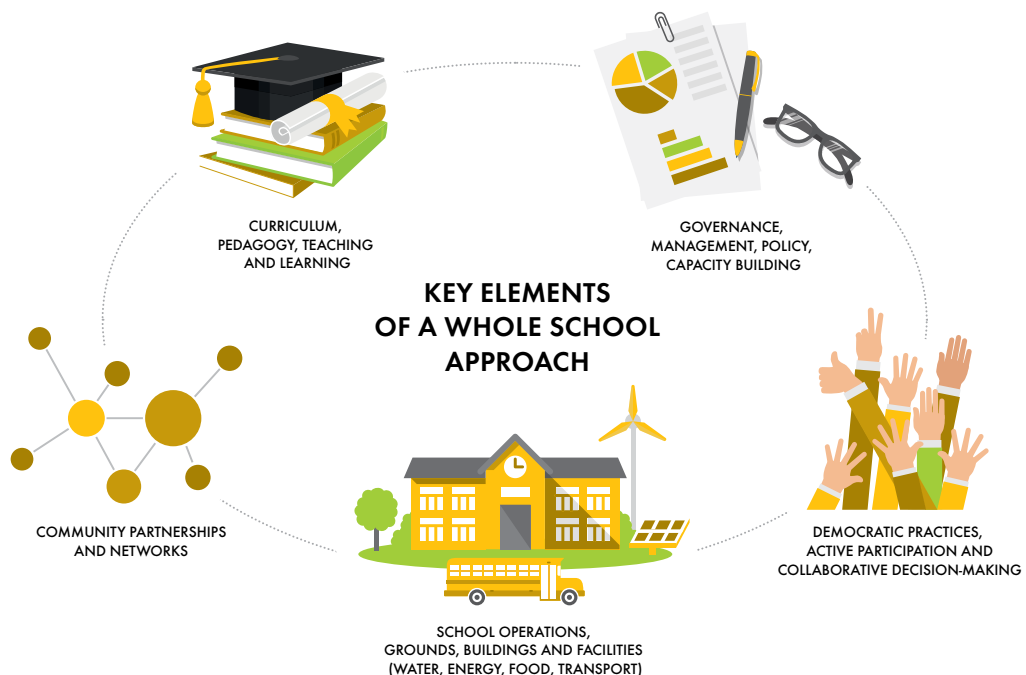 CURRICULUM,
PEDAGOGY, TEACHING
AND LEARNING
GOVERNANCE,
MANAGEMENT, POLICY,
CAPACITY BUILDING
KEY ELEMENTS
OF A WHOLE SCHOOL
APPROACH
COMMUNITY PARTNERSHIPS
AND NETWORKS
DEMOCRATIC PRACTICES,
ACTIVE PARTICIPATION AND
COLLABORATIVE DECISION-MAKING
SCHOOL OPERATIONS,
GROUNDS, BUILDINGS AND FACILITIES
(WATER, ENERGY, FOOD, TRANSPORT)